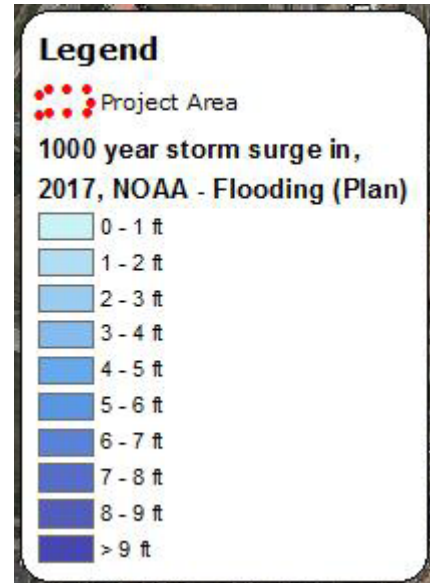 Legend
Project Area
1000 year storm surge in,
2017, NOAA - Flooding (Plan)
0 - 1 ft
1 - 2 ft
2 - 3 ft
3 - 4 ft
4 - 5 ft
5 - 6 ft
6 - 7 ft
7 - 8 ft
8 - 9 ft
> 9 ft